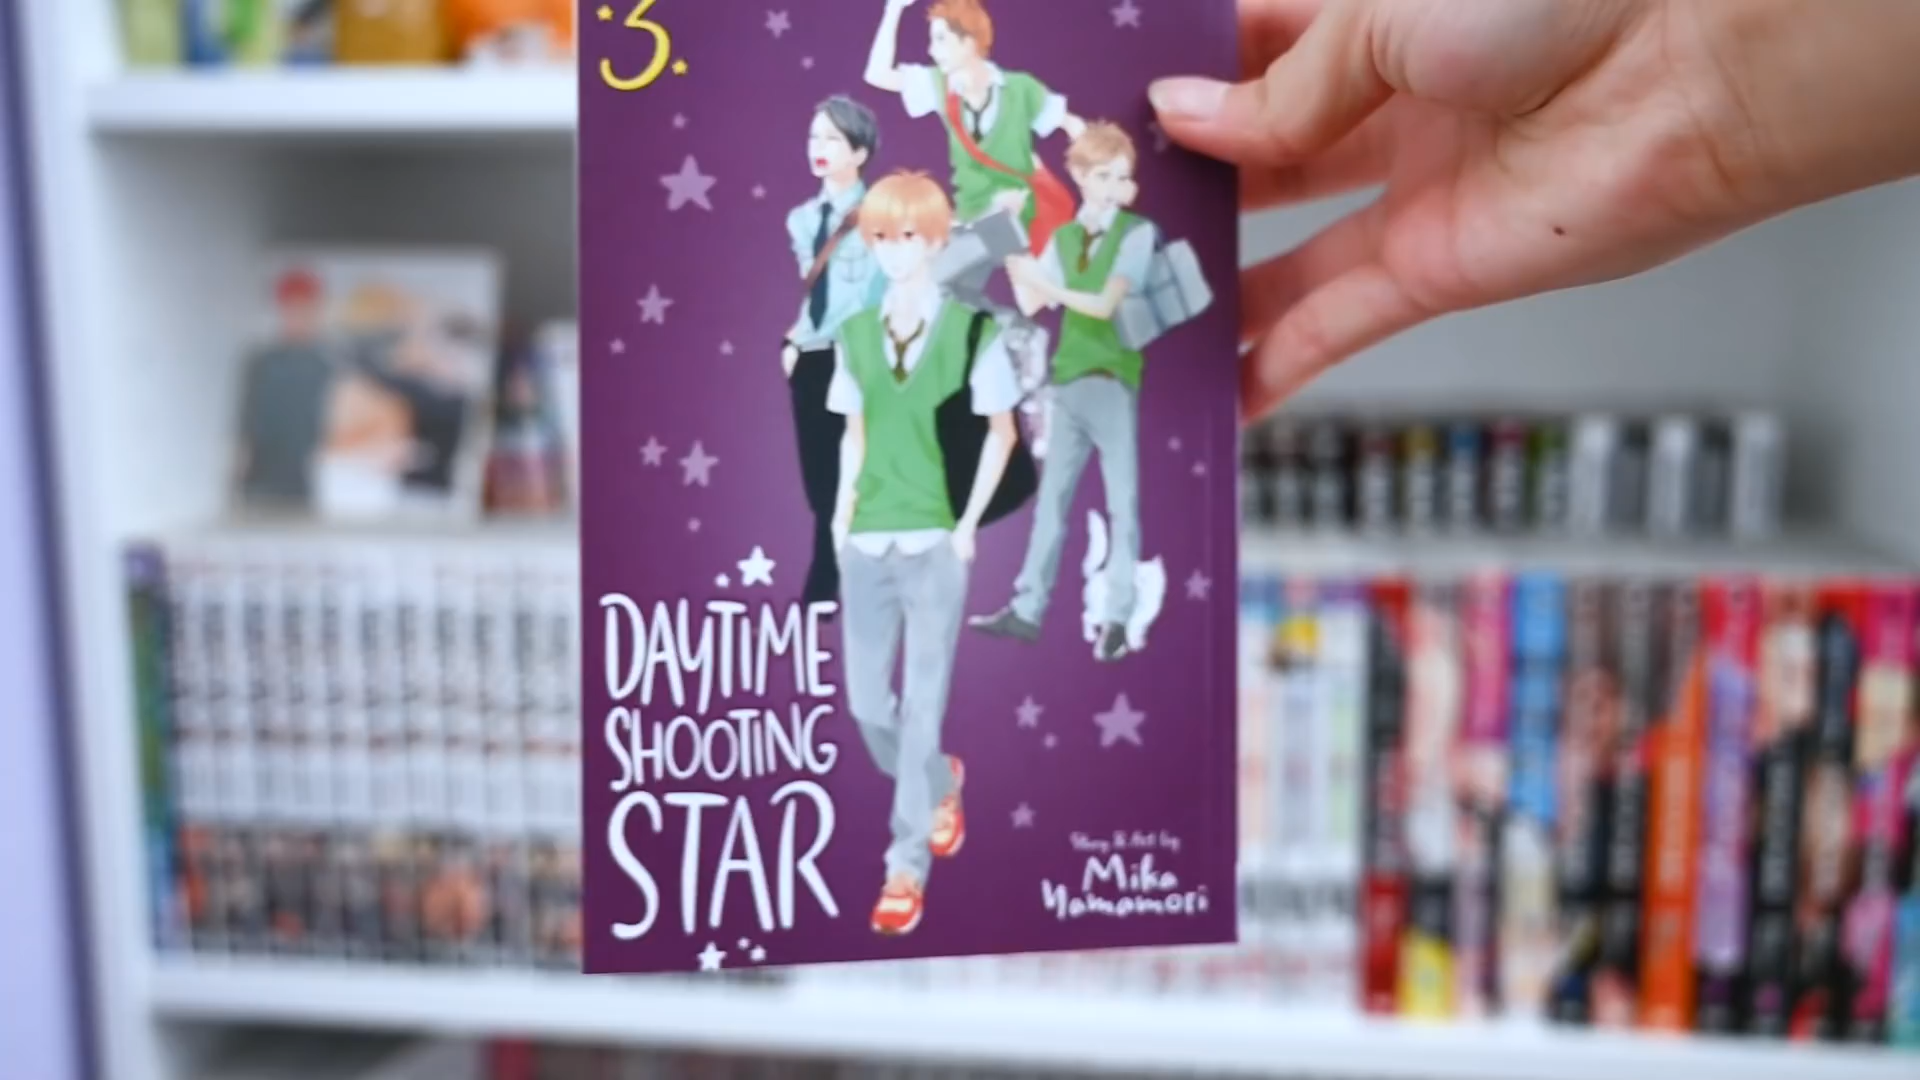 3
DAYTIME
SHOOTING
STAR
Story & Art by
Mika
Yamamori